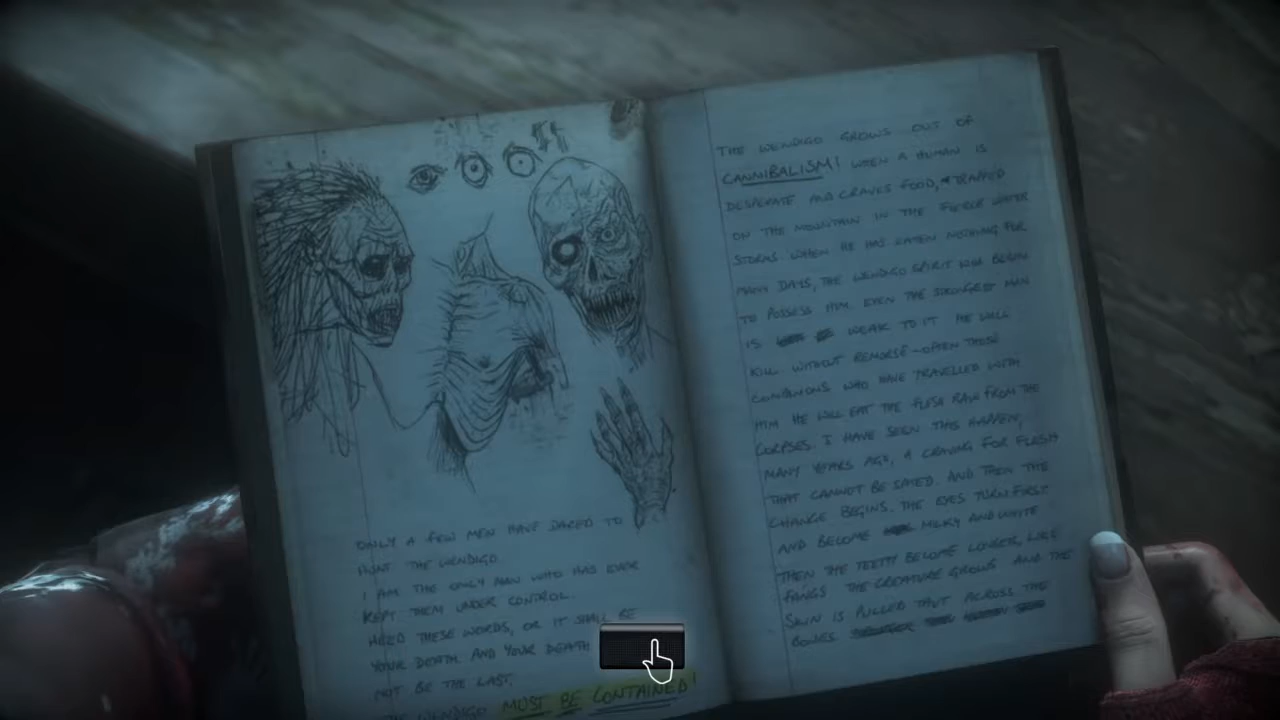 ONLY A FEW MEN HAVE DARED TO
HUNT THE WENDIGO
I AM THE ONLY MAN WHO HAS EVER
KEPT THEM UNDER CONTROL.
HEED THESE WORDS, OR IT SHALL BE
YOUR DEATH. AND YOUR DEATH
NOT BE THE LAST.
THE WENDIGO MUST BE CONTAINED!
THE WENDIGO GROWS OUT OF
CANNIBALISM! WHEN A HUMAN IS
DESPERATE AND CRAVES FOOD, & TRAPPED
ON THE MOUNTAIN IN THE FIERCE WINTER
STORMS. WHEN HE HAS EATEN NOTHING FOR
MANY DAYS, THE WENDIGO SPIRIT WILL BEGIN
TO POSSESS HIM. EVEN THE STRONGEST MAN
IS WEAK TO IT. HE WILL
KILL WITHOUT REMORSE - OFTEN THOSE
COMPANIONS WHO HAVE TRAVELLED WITH
HIM HE WILL EAT THE FLESH RAW FROM THE
CORPSES. I HAVE SEEN THIS HAPPEN,
MANY YEARS AGO, A CRAVING FOR FLESH
THAT CANNOT BE SATED. AND THEN THE
CHANGE BEGINS. THE EYES TURN FIRST
AND BECOME MILKY AND WHITE
THEN THE TEETH BECOME LONGER, LIKE
FANGS THE CREATURE GROWS AND THE
SKIN IS PULLED TAUT ACROSS THE
BONES